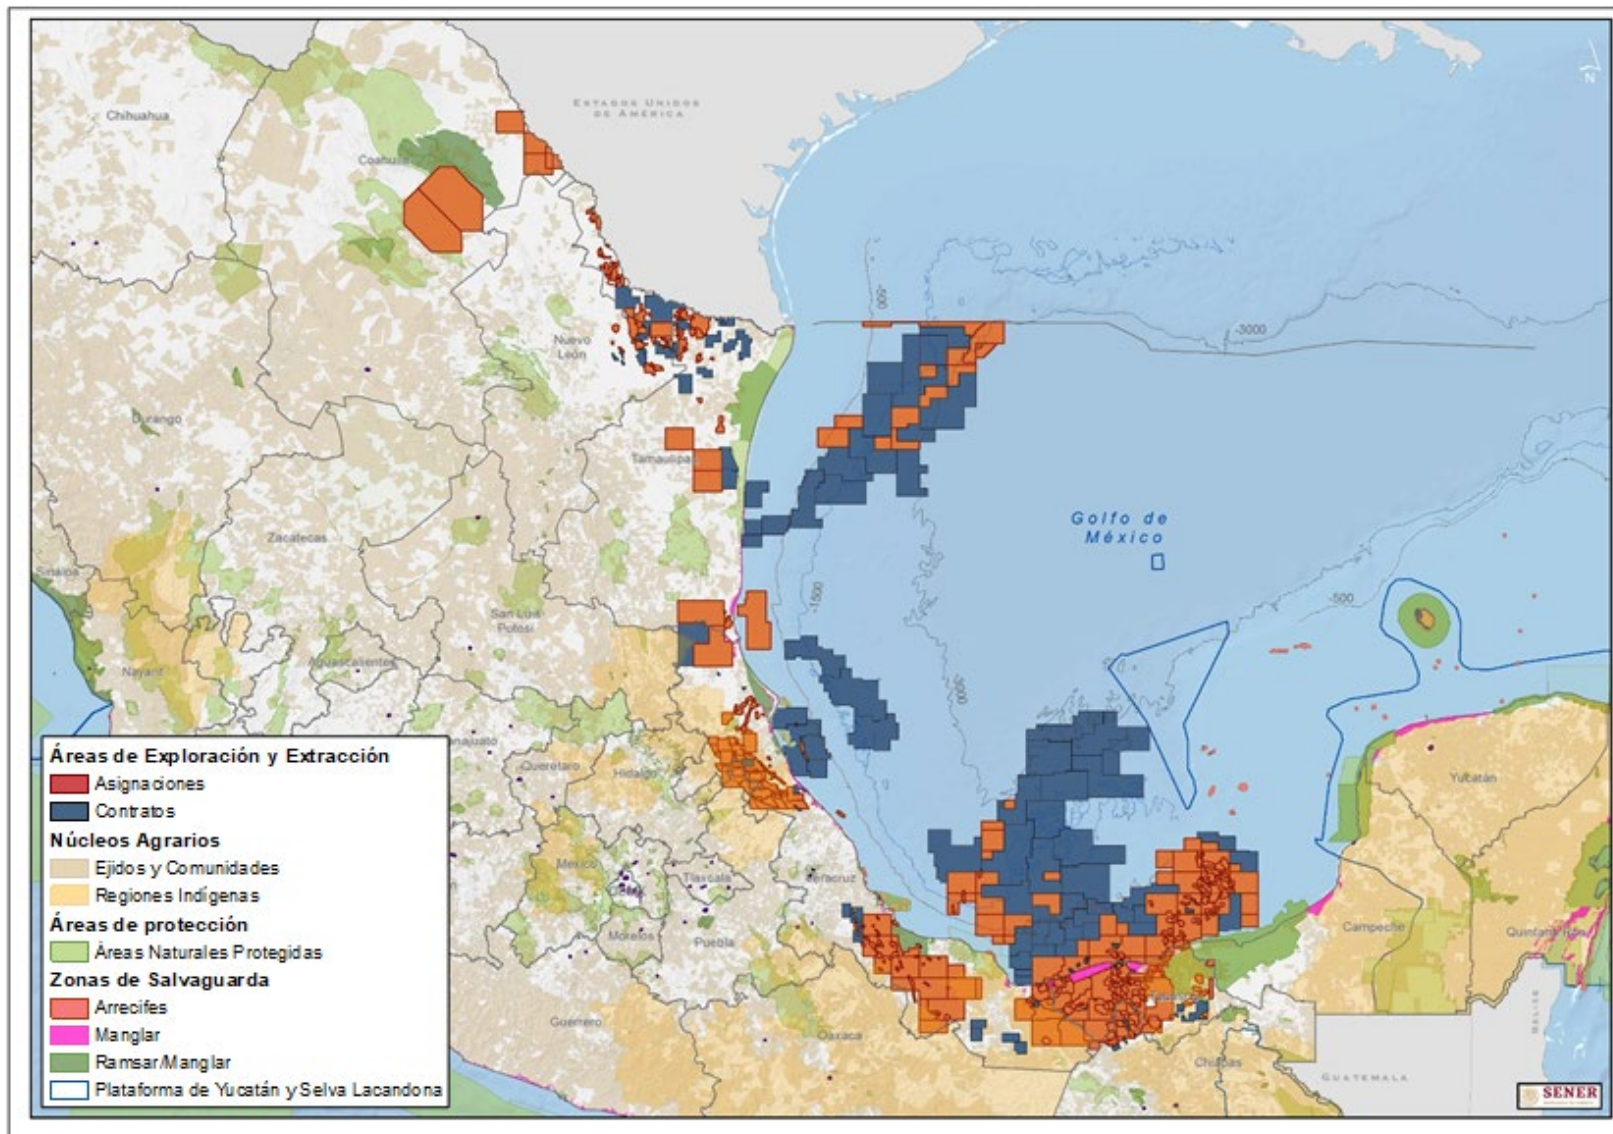 ESTADOS UNIDOS
DE AMÉRICA
N
Chihuahua
Coahuila
-500
-3000
Nuevo
León
Durango
Tamaulipas
Golfo de
México
Zacatecas
Sinaloa
-1500
-500
San Luis
Potosí
Nayarit
Aguascalientes
-3000
Querétaro
Hidalgo
Yucatán
México
Tlaxcala
Veracruz
Morelos
Puebla
Campeche
Quintana Roo
Tabasco
BELICE
Guerrero
Oaxaca
Chiapas
GUATEMALA
Áreas de Exploración y Extracción
Asignaciones
Contratos
Núcleos Agrarios
Ejidos y Comunidades
Regiones Indígenas
Áreas de protección
Áreas Naturales Protegidas
Zonas de Salvaguarda
Arrecifes
Manglar
Ramsar/Manglar
Plataforma de Yucatán y Selva Lacandona
SENER